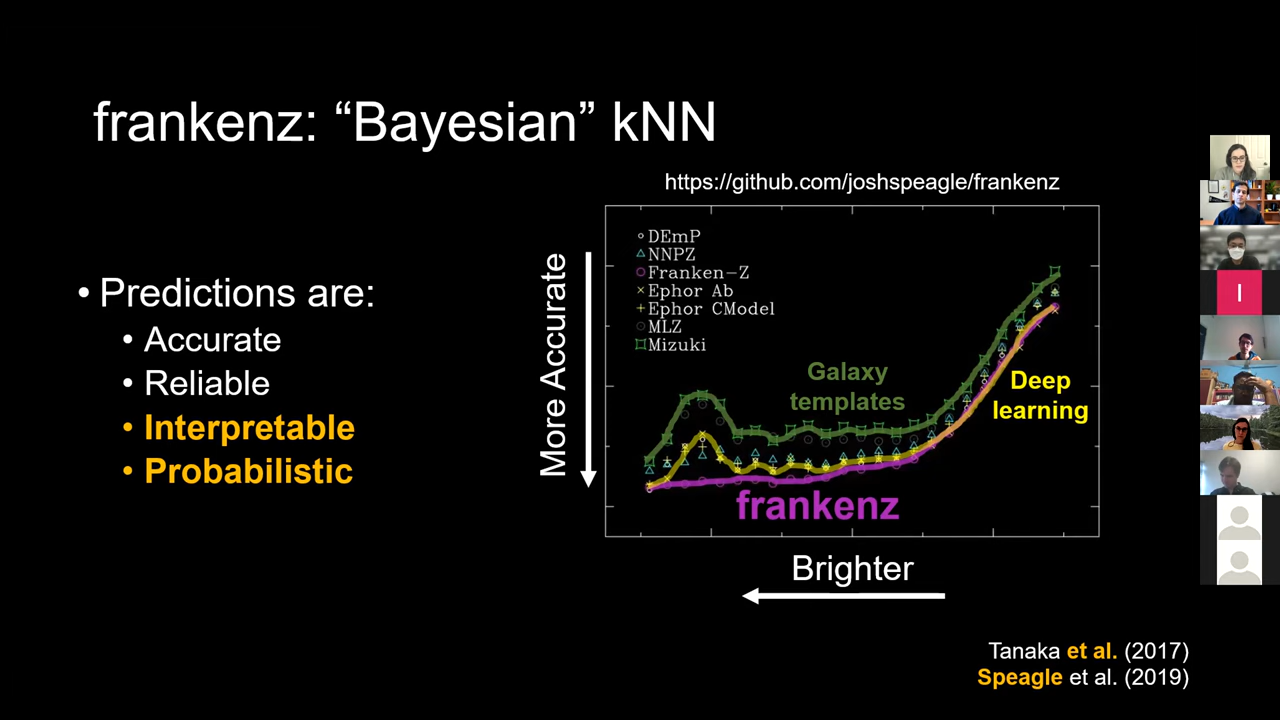 frankenz: “Bayesian” kNN
https://github.com/joshspeagle/frankenz
• Predictions are:
• Accurate
• Reliable
• Interpretable
• Probabilistic
More Accurate
DEmP
NNPZ
Franken-Z
Ephor Ab
Ephor CModel
MLZ
Mizuki
Galaxy
templates
Deep
learning
frankenz
Brighter
I
Tanaka et al. (2017)
Speagle et al. (2019)